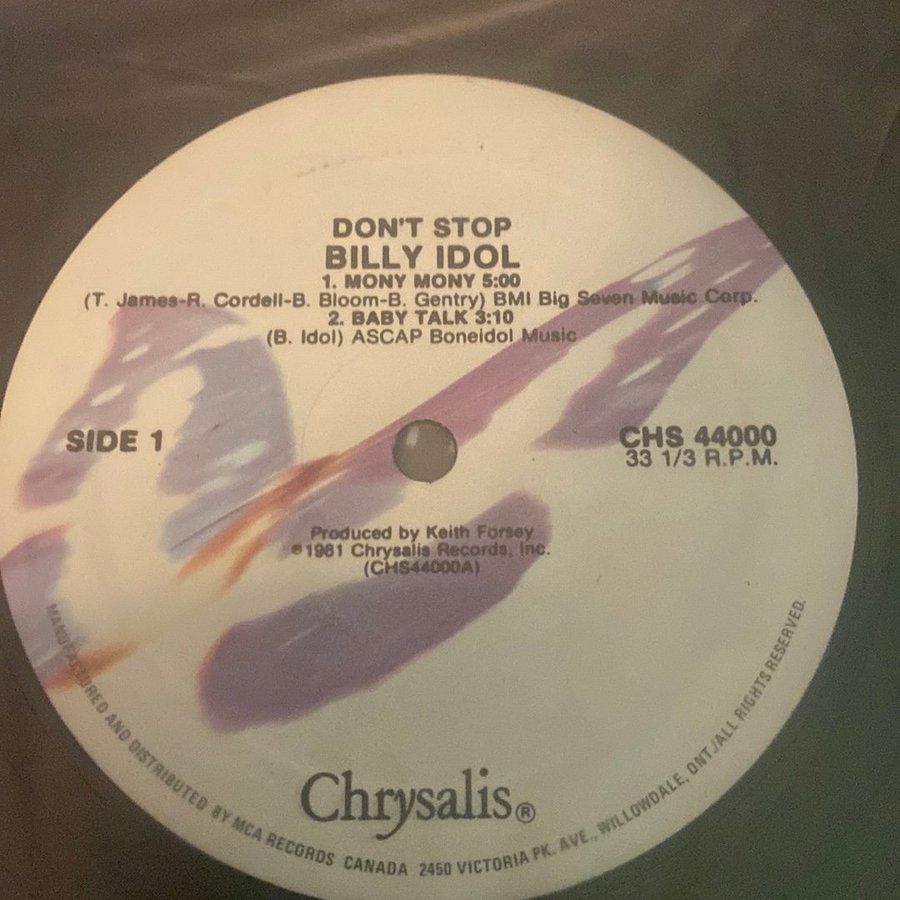 DON'T STOP
BILLY IDOL
1. MONY MONY 5:00
(T. James-R. Cordell-B. Bloom-B. Gentry) BMI Big Seven Music Corp.
2. BABY TALK 3:10
(B. Idol) ASCAP Boneidol Music
SIDE 1
CHS 44000
33 1/3 R.P.M.
Produced by Keith Forsey
℗1981 Chrysalis Records, Inc.
(CHS44000A)
Chrysalis®
MANUFACTURED AND DISTRIBUTED BY MCA RECORDS CANADA 2450 VICTORIA PK. AVE., WILLOWDALE, ONT./ALL RIGHTS RESERVED.